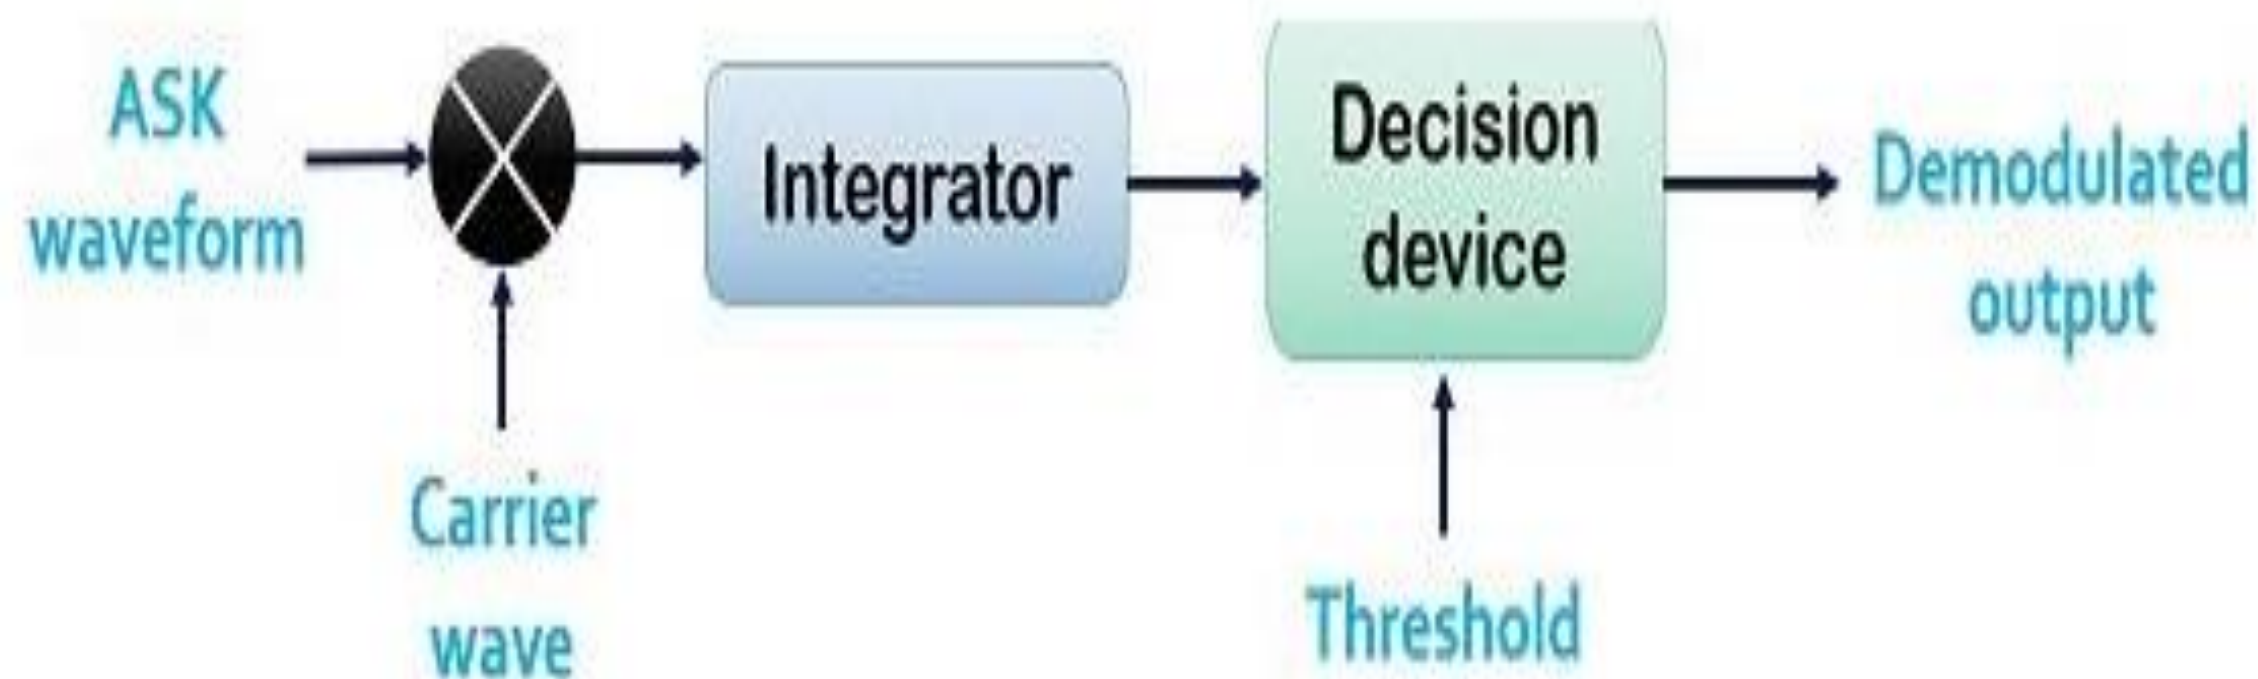 ASK
waveform
Carrier
wave
Integrator
Decision
device
Threshold
Demodulated
output